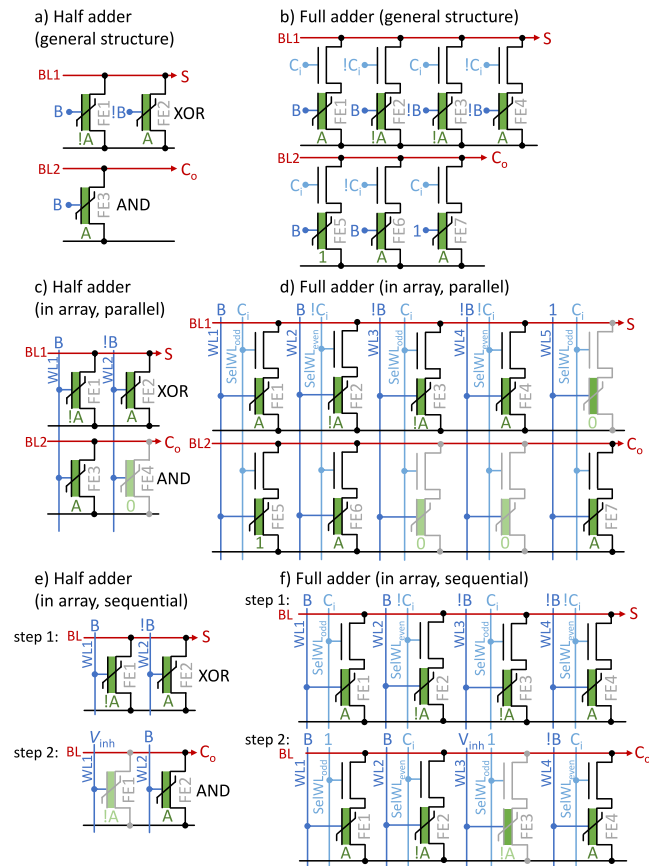 a) Half adder
(general structure)
BL1
S
B
FE1
!A
!B
FE2
A
XOR
BL2
Co
B
FE3
A
AND
b) Full adder (general structure)
BL1
S
Ci
!Ci
!Ci
Ci
B
FE1
A
B
FE2
!A
!B
FE3
!A
!B
FE4
A
BL2
Co
Ci
!Ci
Ci
B
FE5
1
B
FE6
A
1
FE7
A
c) Half adder
(in array, parallel)
B
!B
BL1
S
WL1
FE1
!A
WL2
FE2
A
XOR
BL2
Co
FE3
A
FE4
0
AND
d) Full adder (in array, parallel)
B Ci
B !Ci
!B Ci
!B !Ci
1 Ci
BL1
S
WL1
SelWLodd
FE1
A
WL2
SelWLeven
FE2
!A
WL3
SelWLodd
FE3
!A
WL4
SelWLeven
FE4
A
WL5
0
BL2
Co
FE5
1
FE6
A
0
0
FE7
A
e) Half adder
(in array, sequential)
step 1:
B
!B
BL
S
WL1
FE1
!A
WL2
FE2
A
XOR
step 2:
Vinh
B
BL
Co
WL1
FE1
!A
WL2
FE2
A
AND
f) Full adder (in array, sequential)
step 1:
B Ci
B !Ci
!B Ci
!B !Ci
BL
S
WL1
SelWLodd
FE1
A
WL2
SelWLeven
FE2
!A
WL3
SelWLodd
FE3
!A
WL4
SelWLeven
FE4
A
step 2:
B 1
B Ci
Vinh 1
!B Ci
BL
Co
WL1
SelWLodd
FE1
A
WL2
SelWLeven
FE2
!A
WL3
SelWLodd
FE3
!A
WL4
SelWLeven
FE4
A